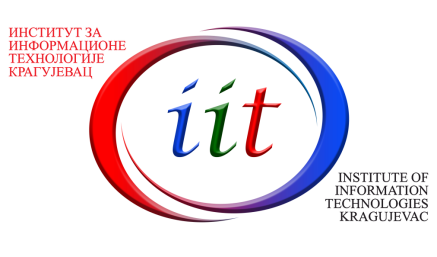 ИНСТИТУТ ЗА
ИНФОРМАЦИОНЕ
ТЕХНОЛОГИЈЕ
КРАГУЈЕВАЦ
iit
INSTITUTE OF
INFORMATION
TECHNOLOGIES
KRAGUJEVAC